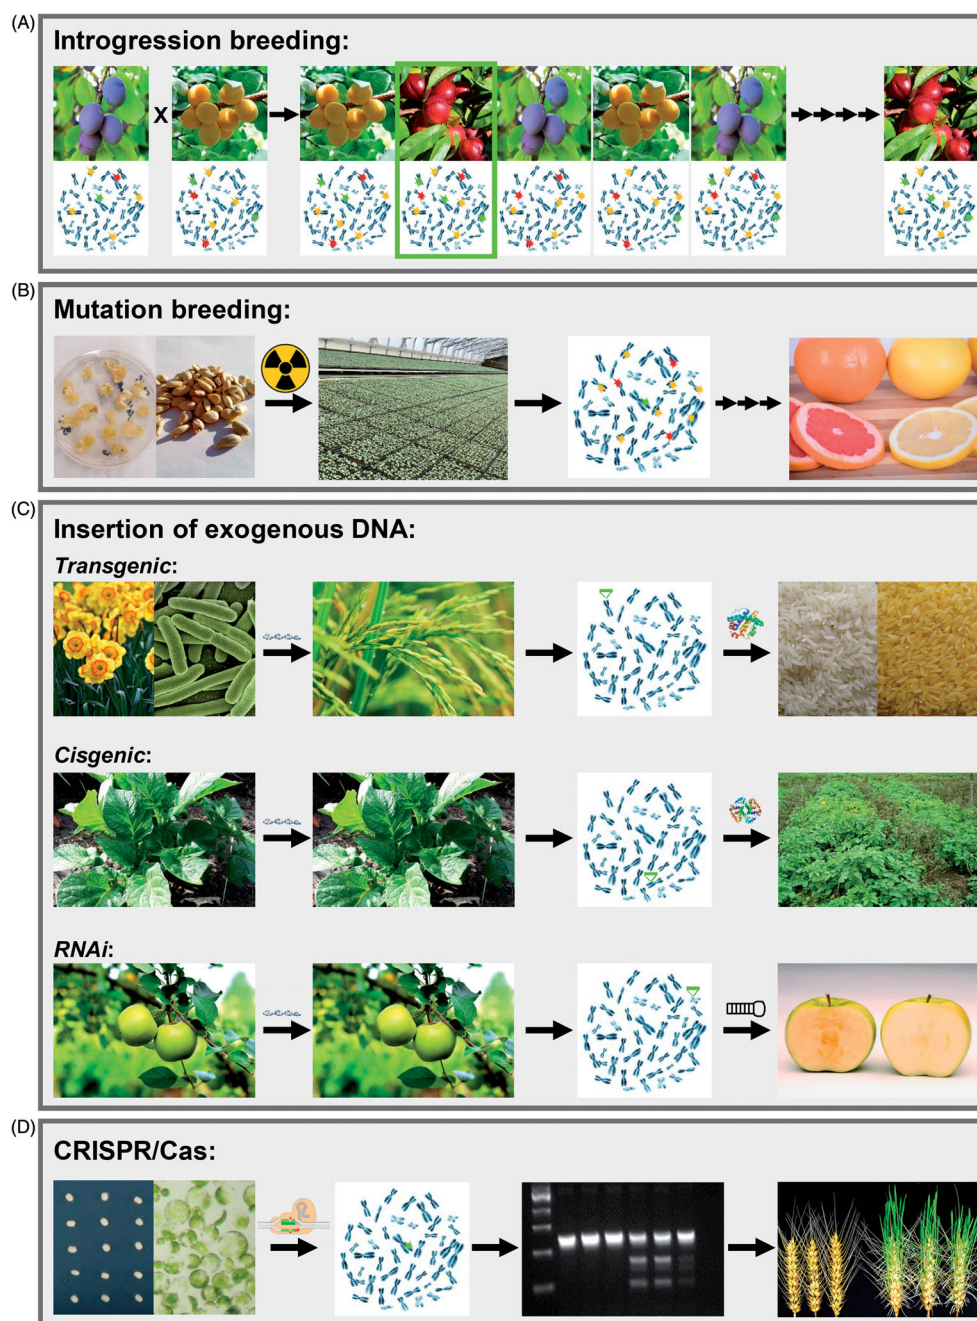 (A)
Introgression breeding:
X
(B)
Mutation breeding:
(C)
Insertion of exogenous DNA:
Transgenic:
Cisgenic:
RNAi:
(D)
CRISPR/Cas: